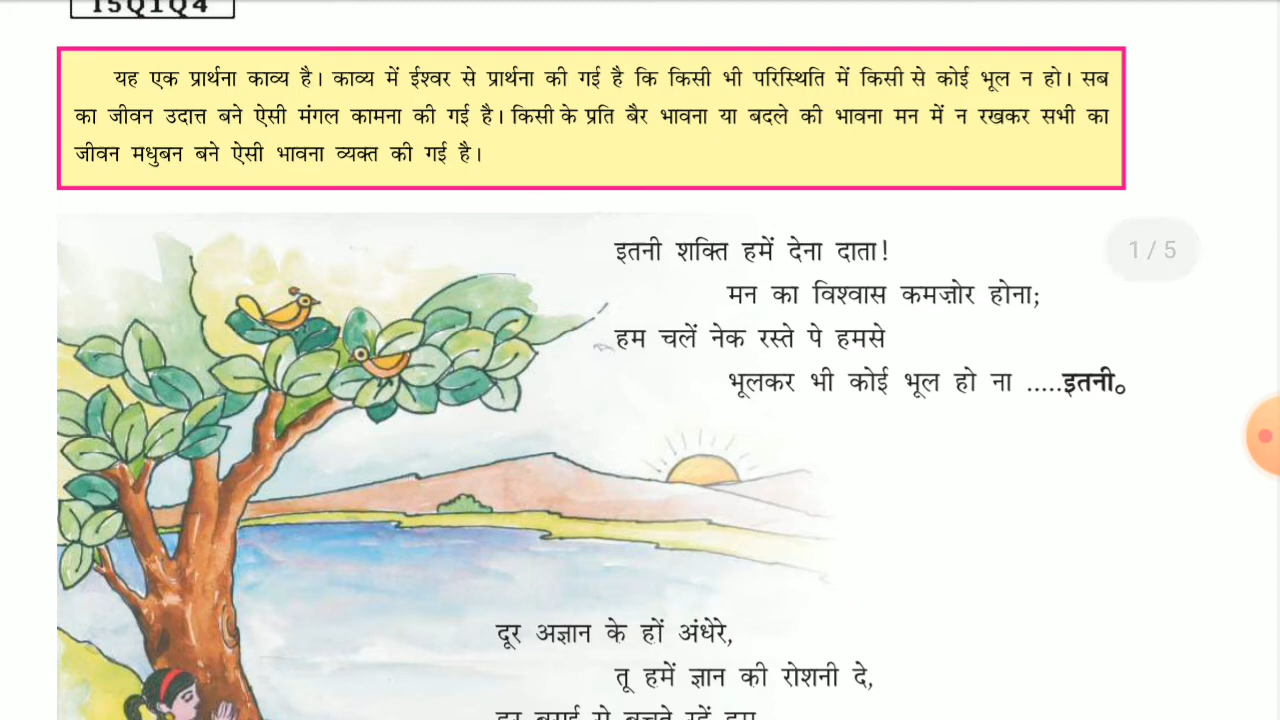 यह एक प्रार्थना काव्य है। काव्य में ईश्वर से प्रार्थना की गई है कि किसी भी परिस्थिति में किसी से कोई भूल न हो। सब
का जीवन उदात्त बने ऐसी मंगल कामना की गई है। किसी के प्रति बैर भावना या बदले की भावना मन में न रखकर सभी का
जीवन मधुबन बने ऐसी भावना व्यक्त की गई है।
इतनी शक्ति हमें देना दाता!
1 / 5
मन का विश्वास कमज़ोर होना;
हम चलें नेक रस्ते पे हमसे
भूलकर भी कोई भूल हो ना .....इतनी॰
दूर अज्ञान के हों अंधेरे,
तू हमें ज्ञान की रोशनी दे,